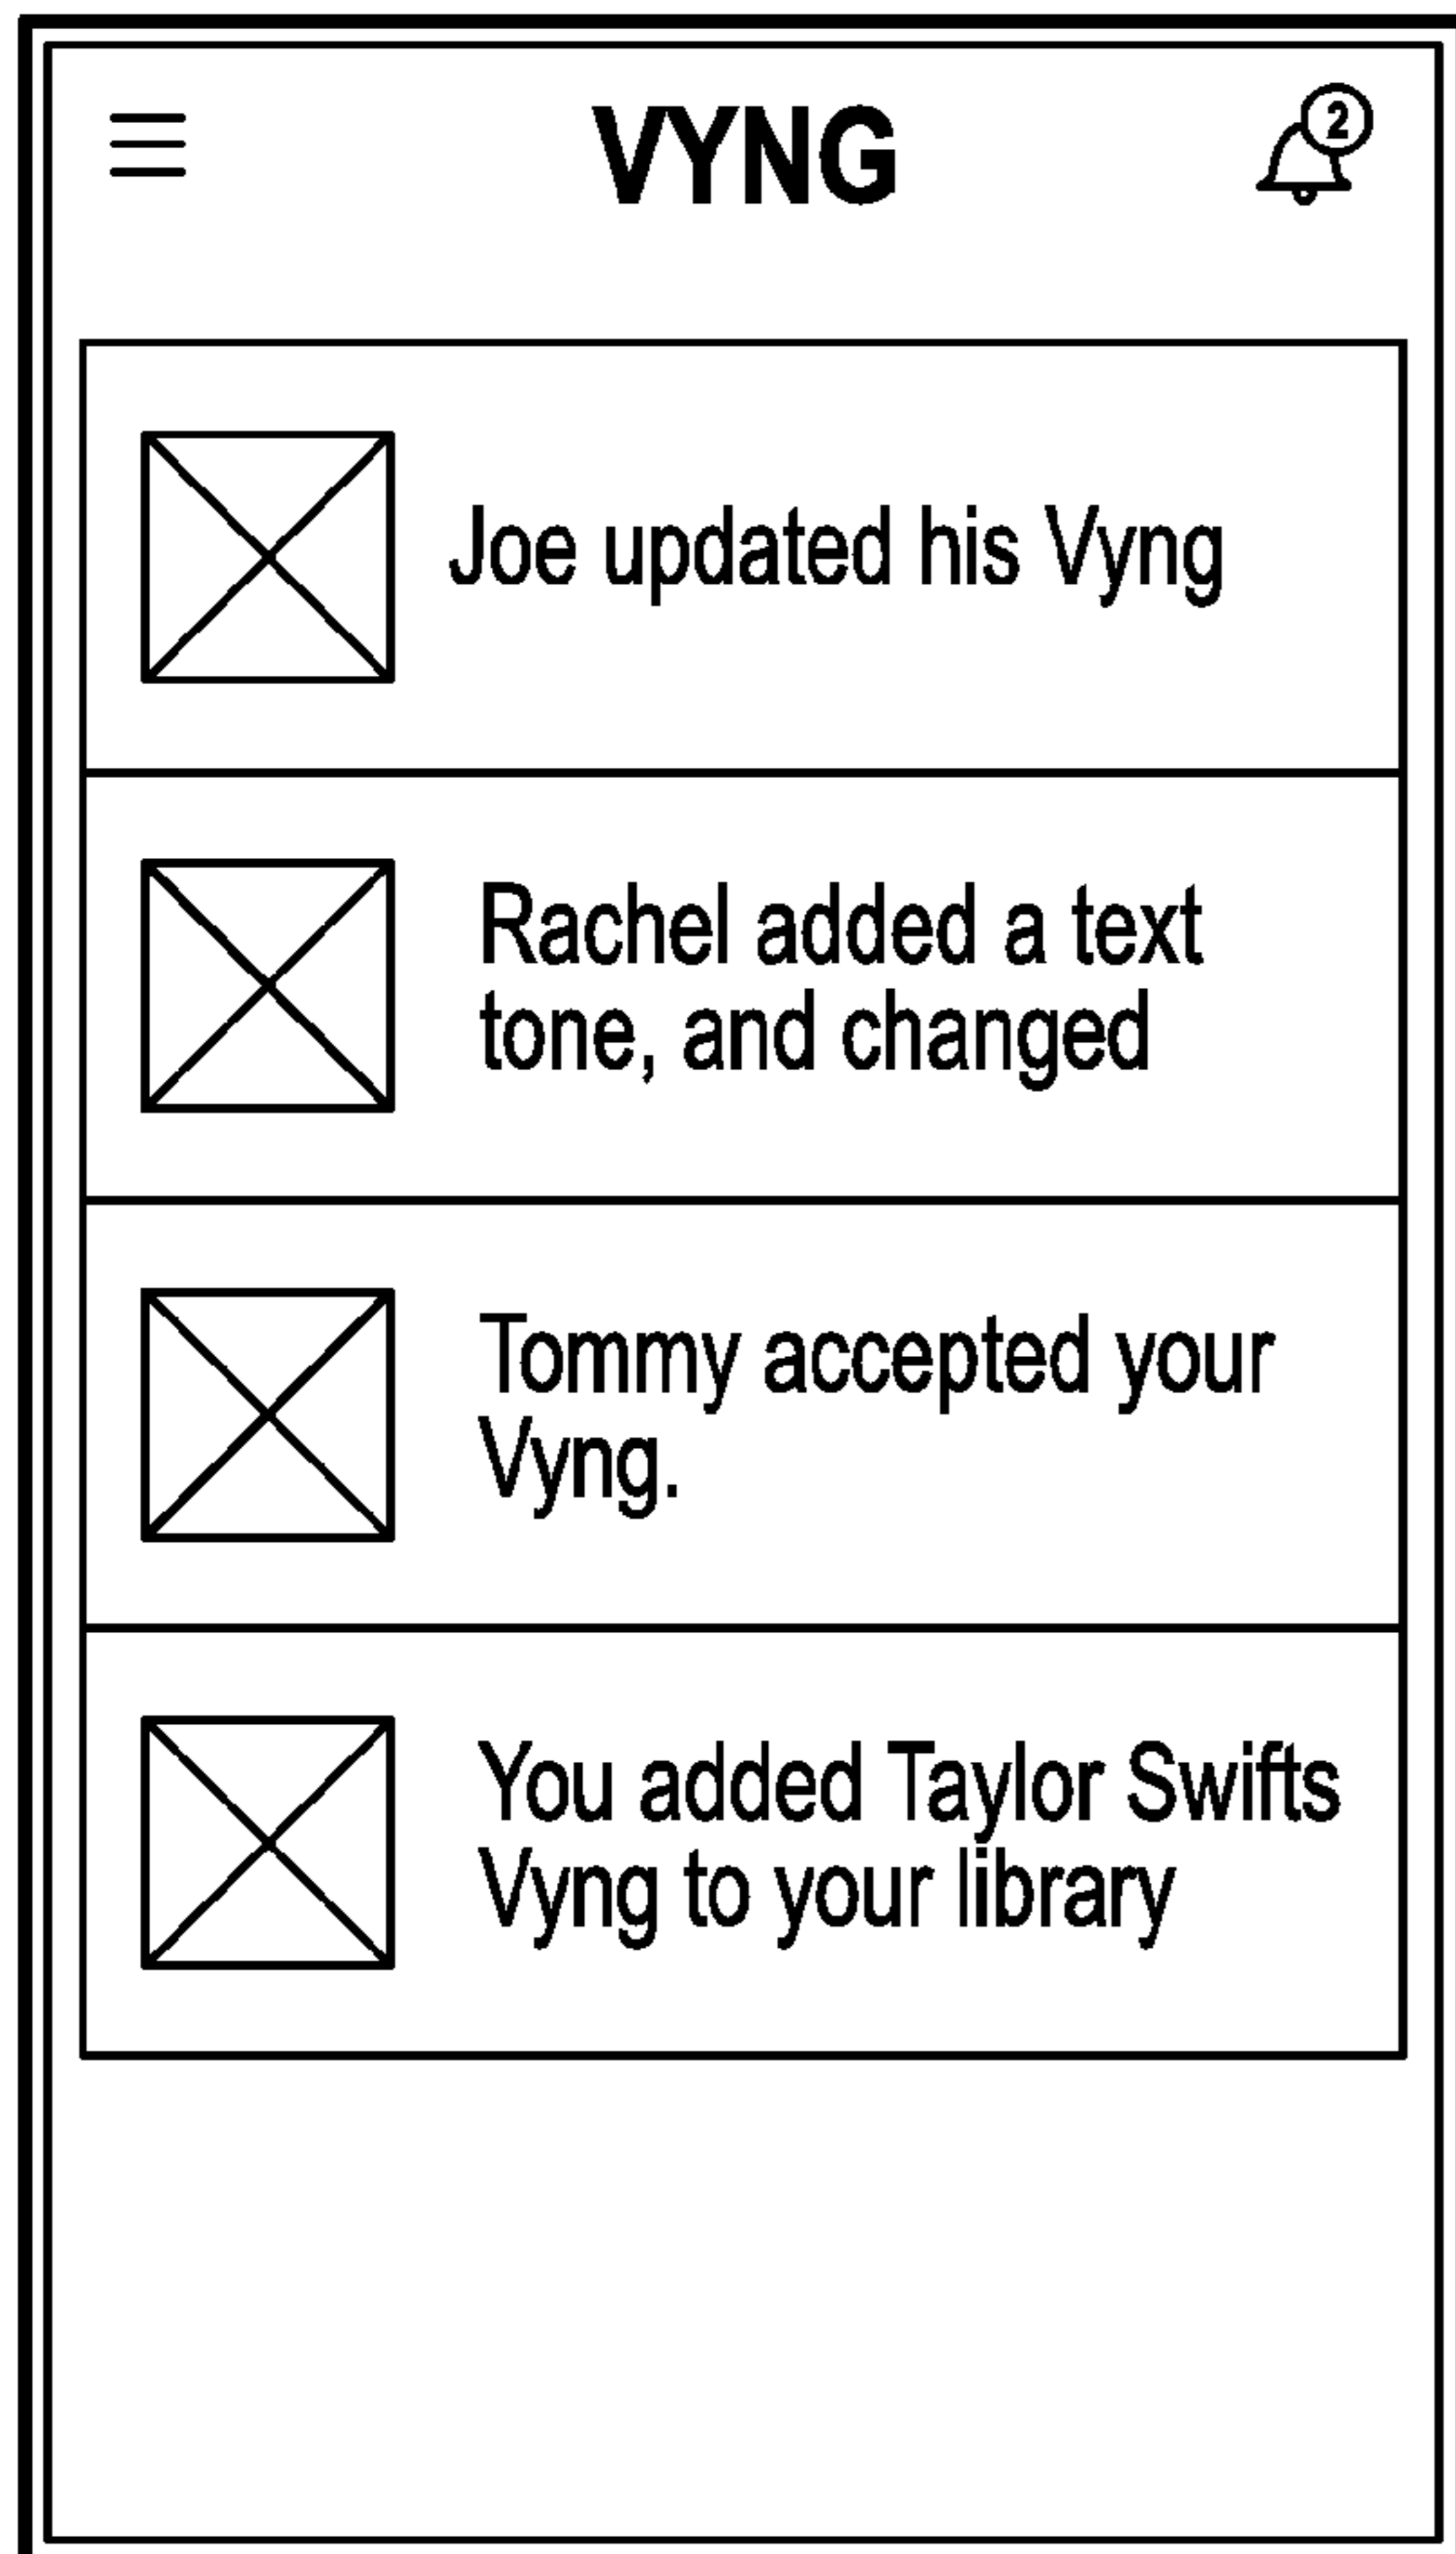 VYNG
2
Joe updated his Vyng
Rachel added a text
tone, and changed
Tommy accepted your
Vyng.
You added Taylor Swifts
Vyng to your library